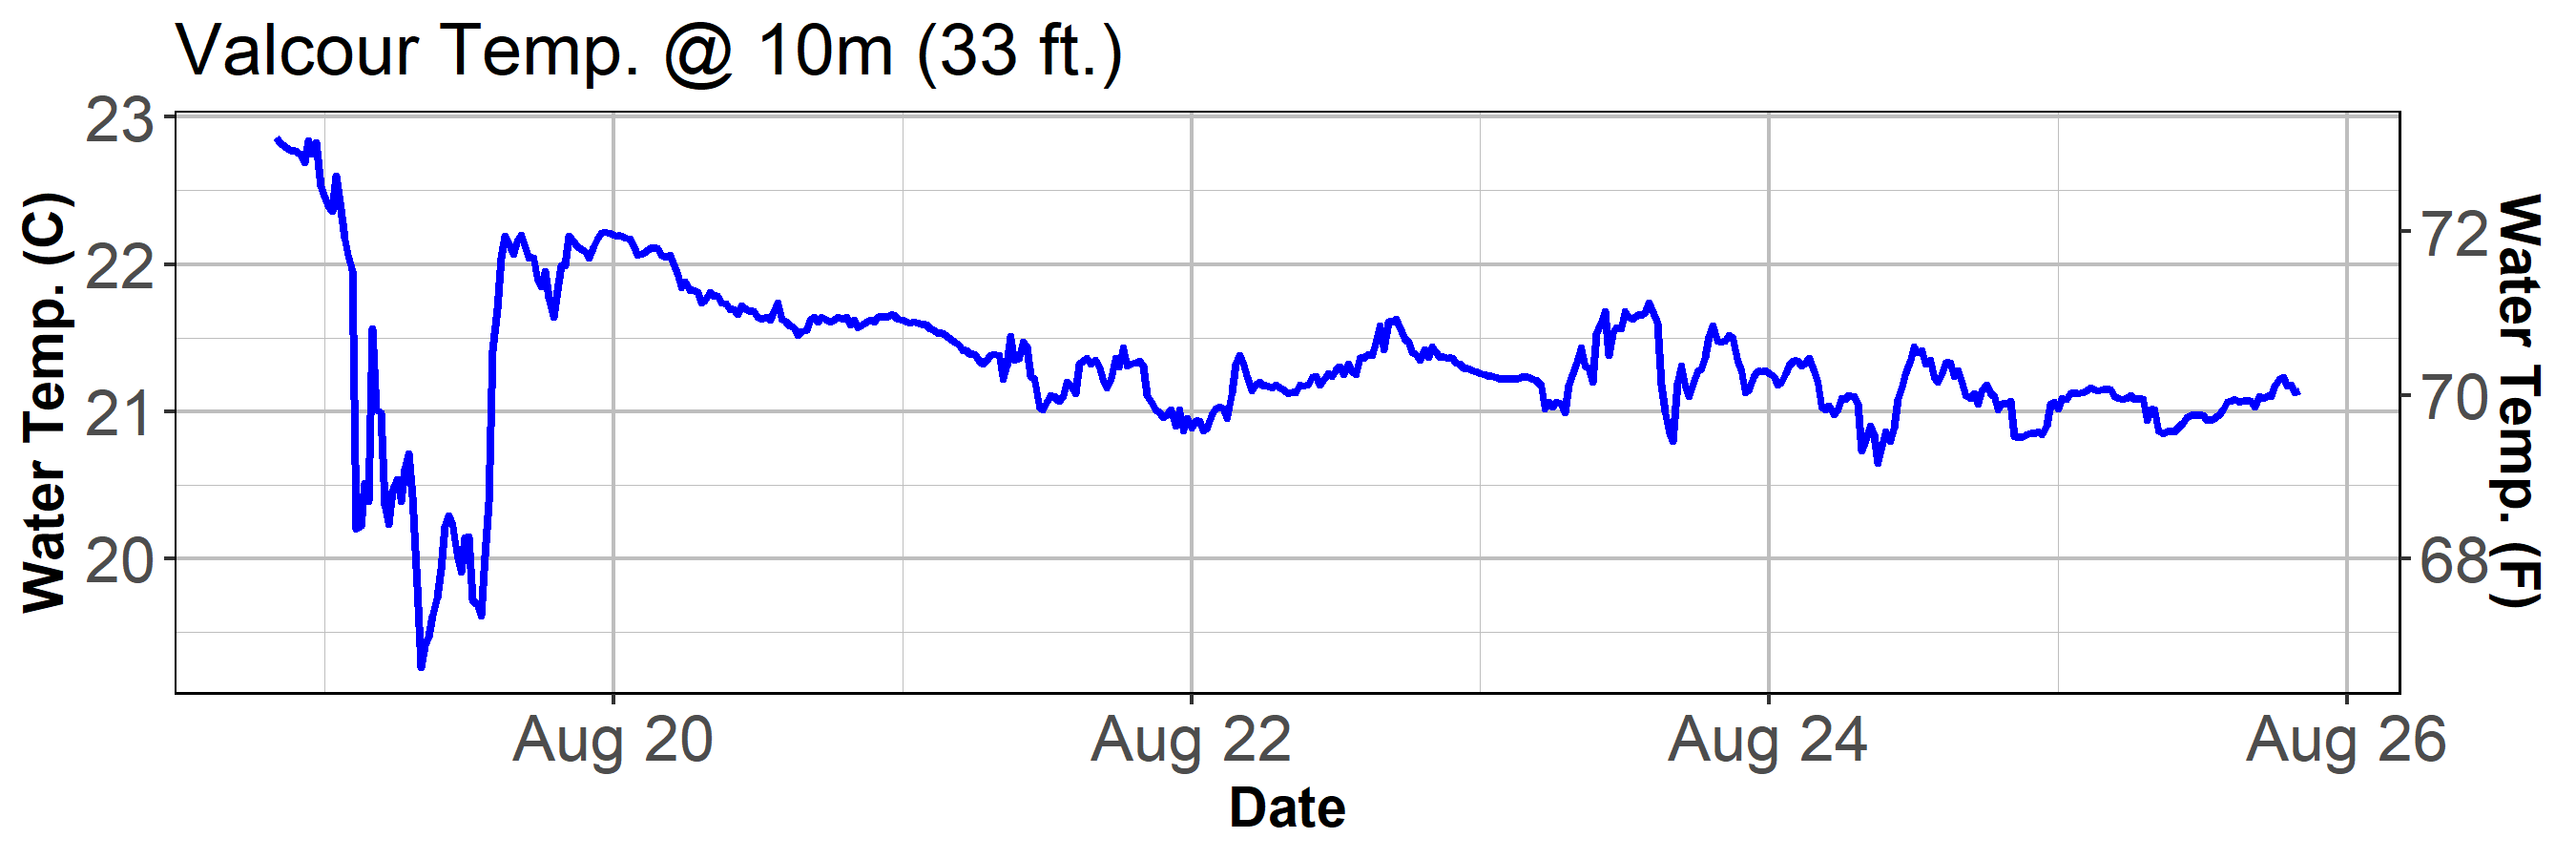 Valcour Temp. @ 10m (33 ft.)
Water Temp. (C)
23
22
21
20
72
70
68
Water Temp. (F)
Aug 20
Aug 22
Aug 24
Aug 26
Date